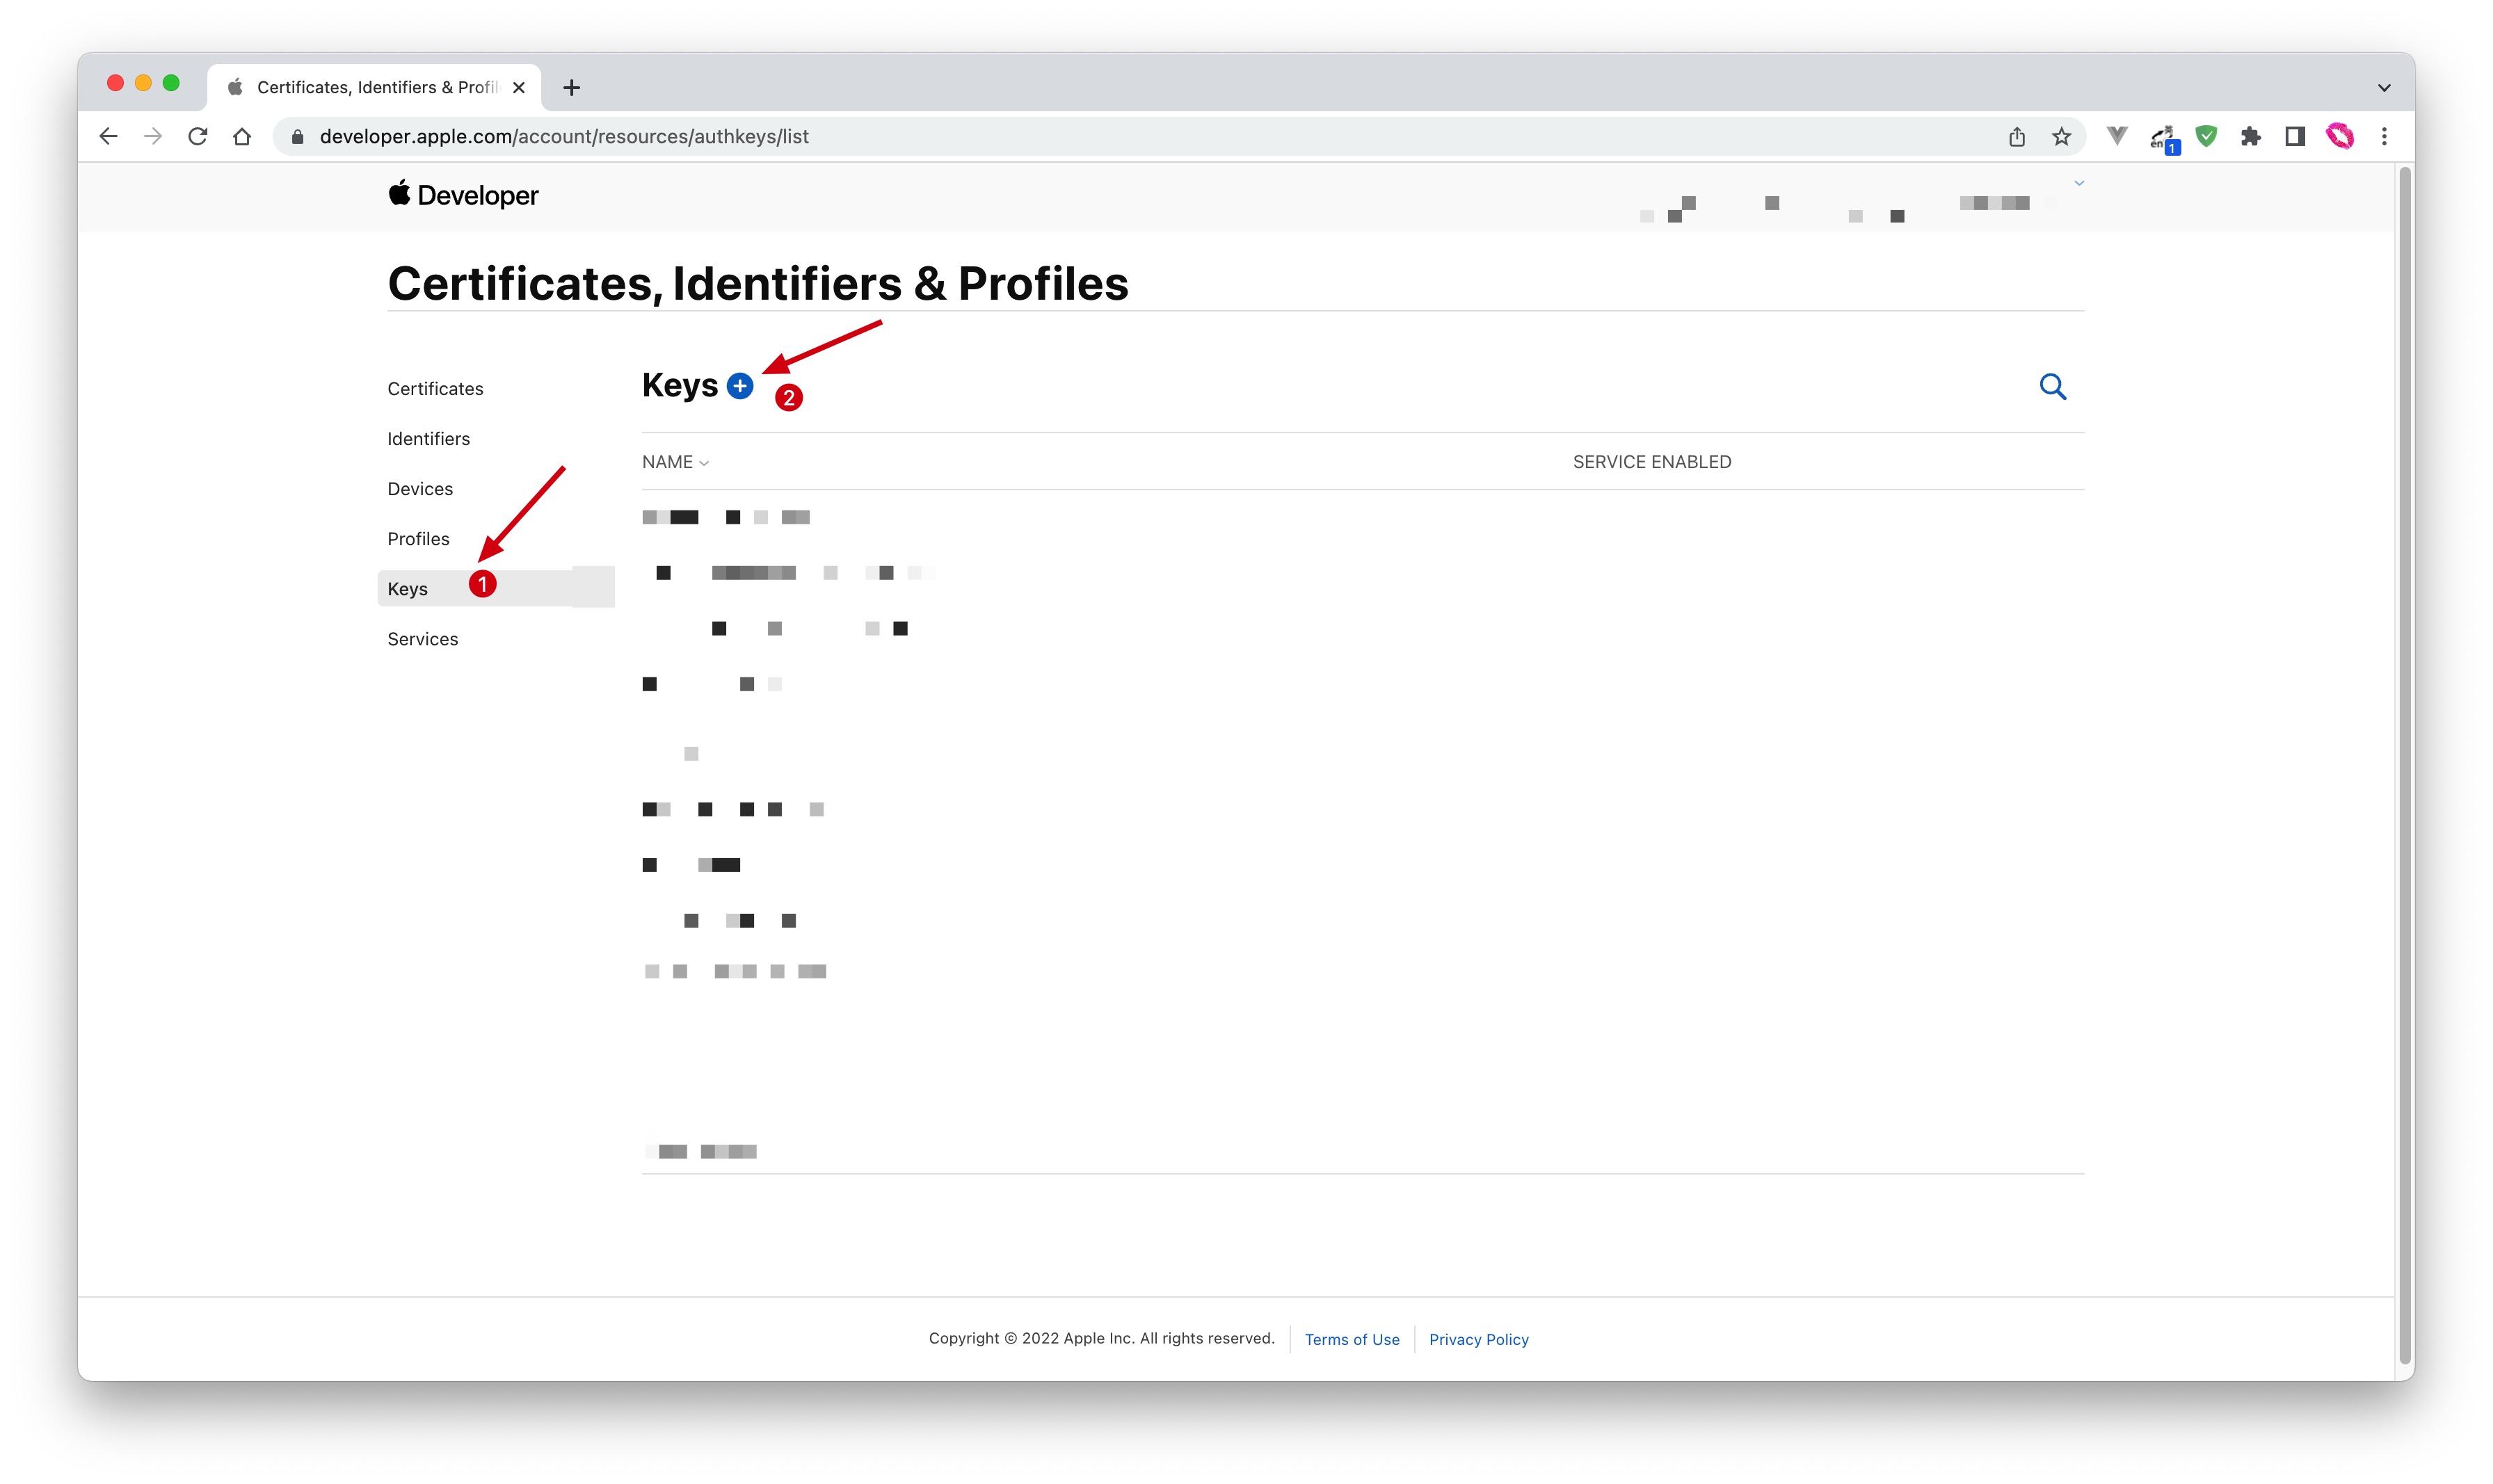 Certificates, Identifiers & Profil
developer.apple.com/account/resources/authkeys/list
en 1
Developer
Certificates, Identifiers & Profiles
Keys
2
Certificates
Identifiers
Devices
Profiles
Keys 1
Services
NAME SERVICE ENABLED
Copyright © 2022 Apple Inc. All rights reserved. Terms of Use Privacy Policy